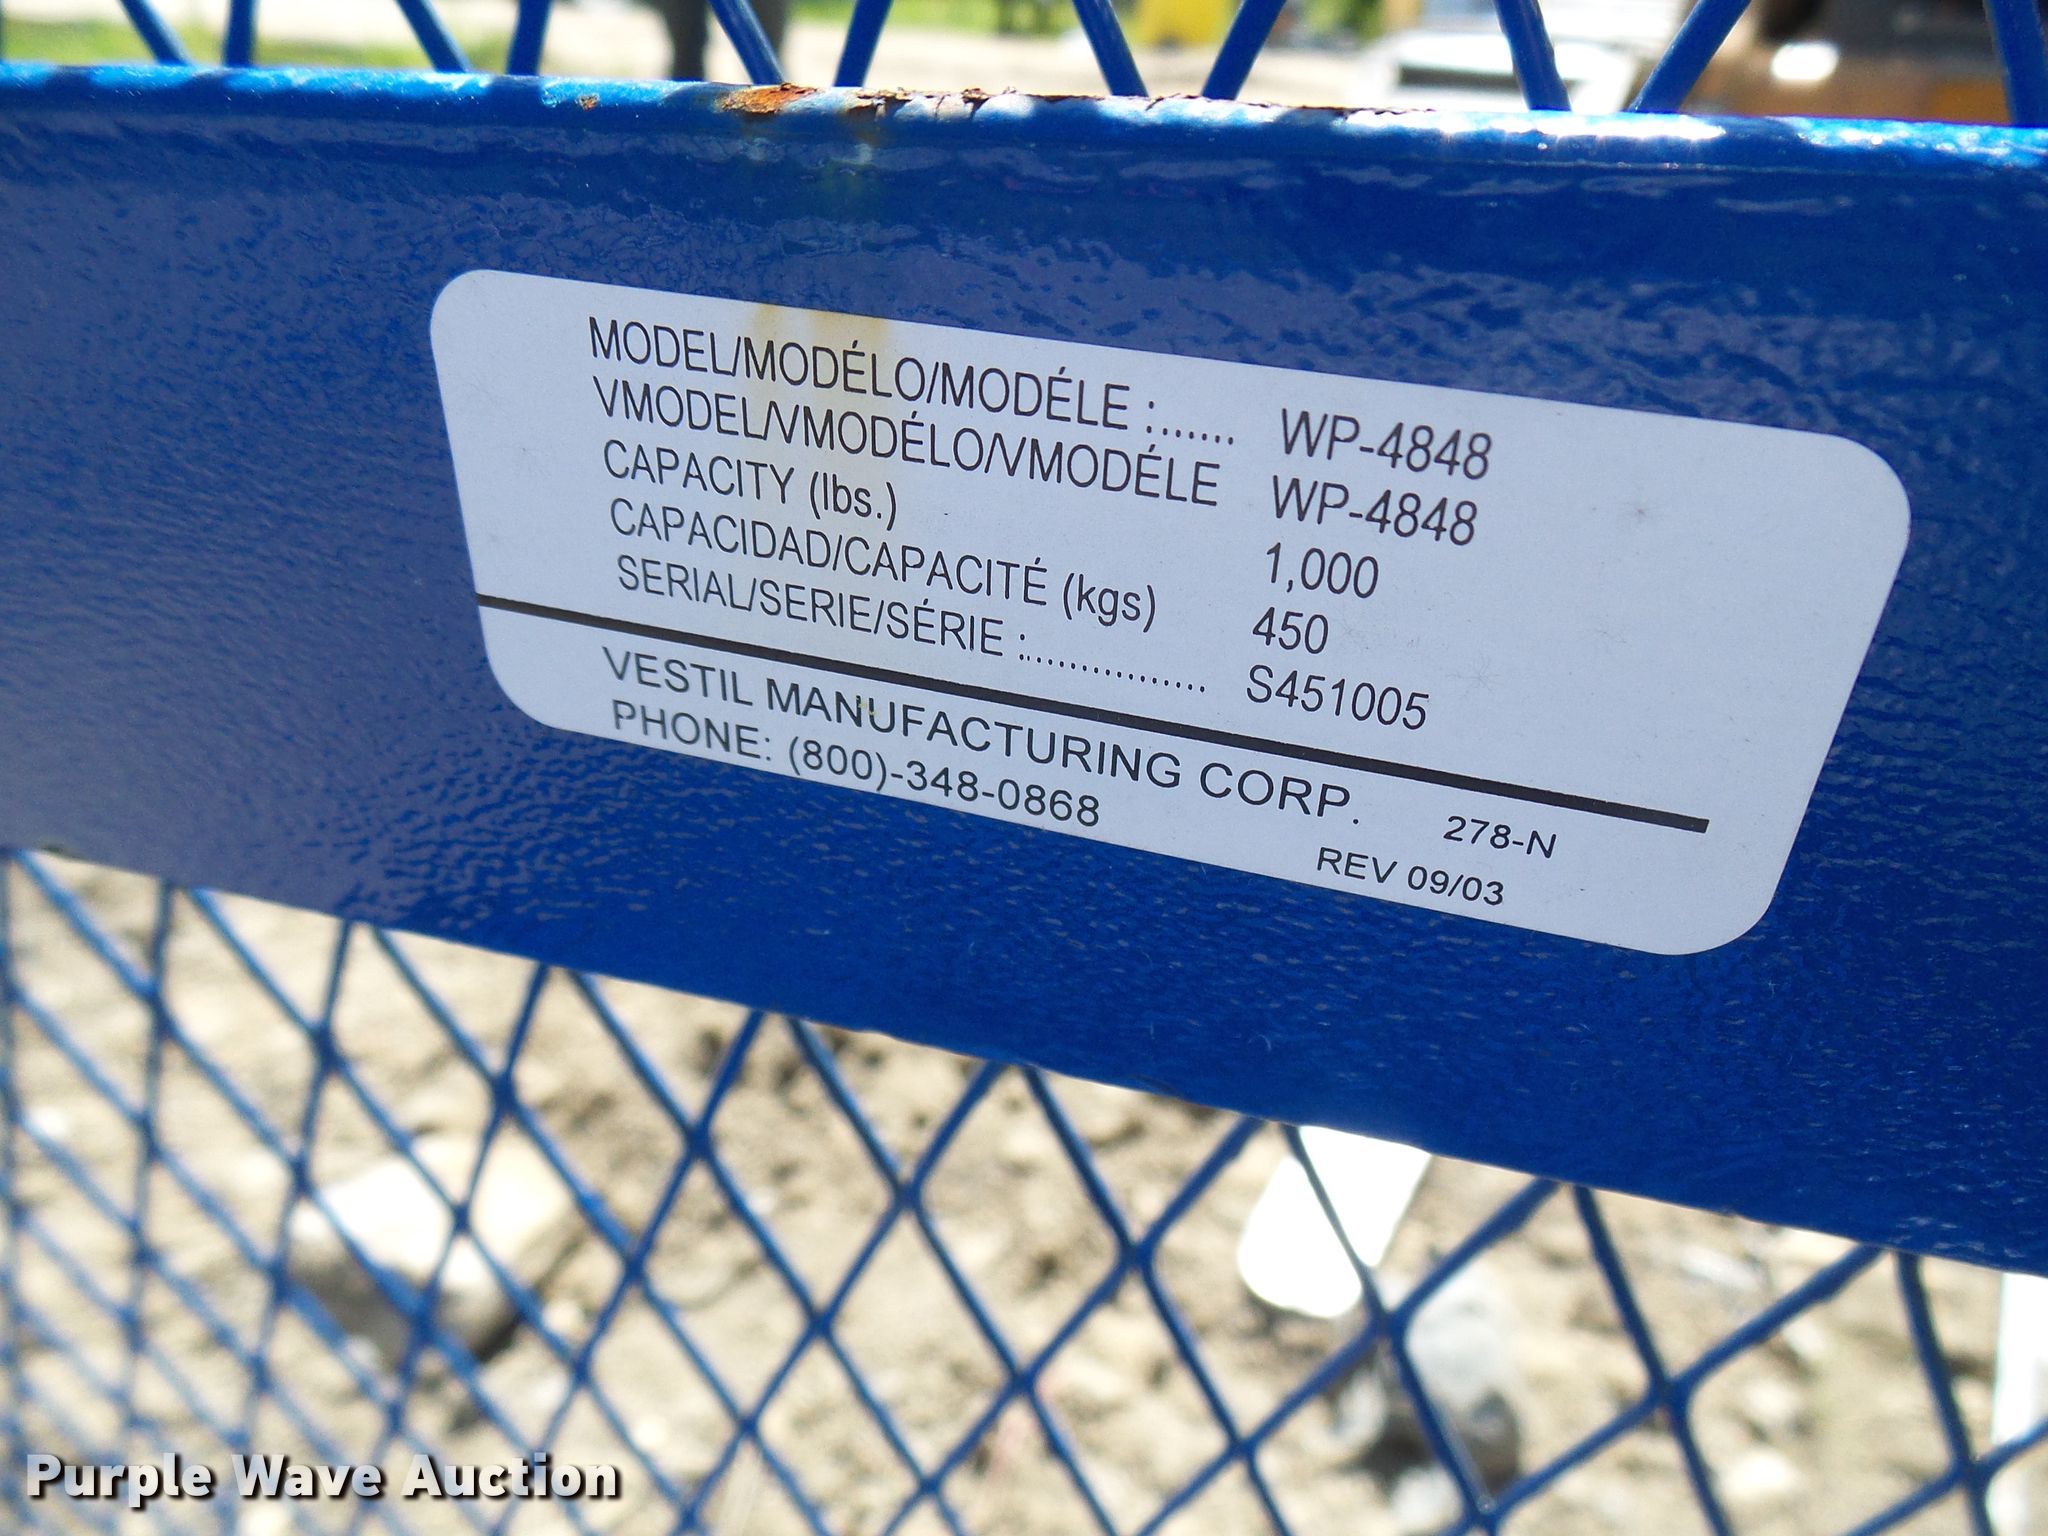 MODEL/MODÉLO/MODÉLE :....... WP-4848
VMODEL/VMODÉLO/VMODÉLE WP-4848
CAPACITY (lbs.) 1,000
CAPACIDAD/CAPACITÉ (kgs) 450
SERIAL/SERIE/SÉRIE :................. S451005
VESTIL MANUFACTURING CORP. 278-N
PHONE: (800)-348-0868 REV 09/03
Purple Wave Auction